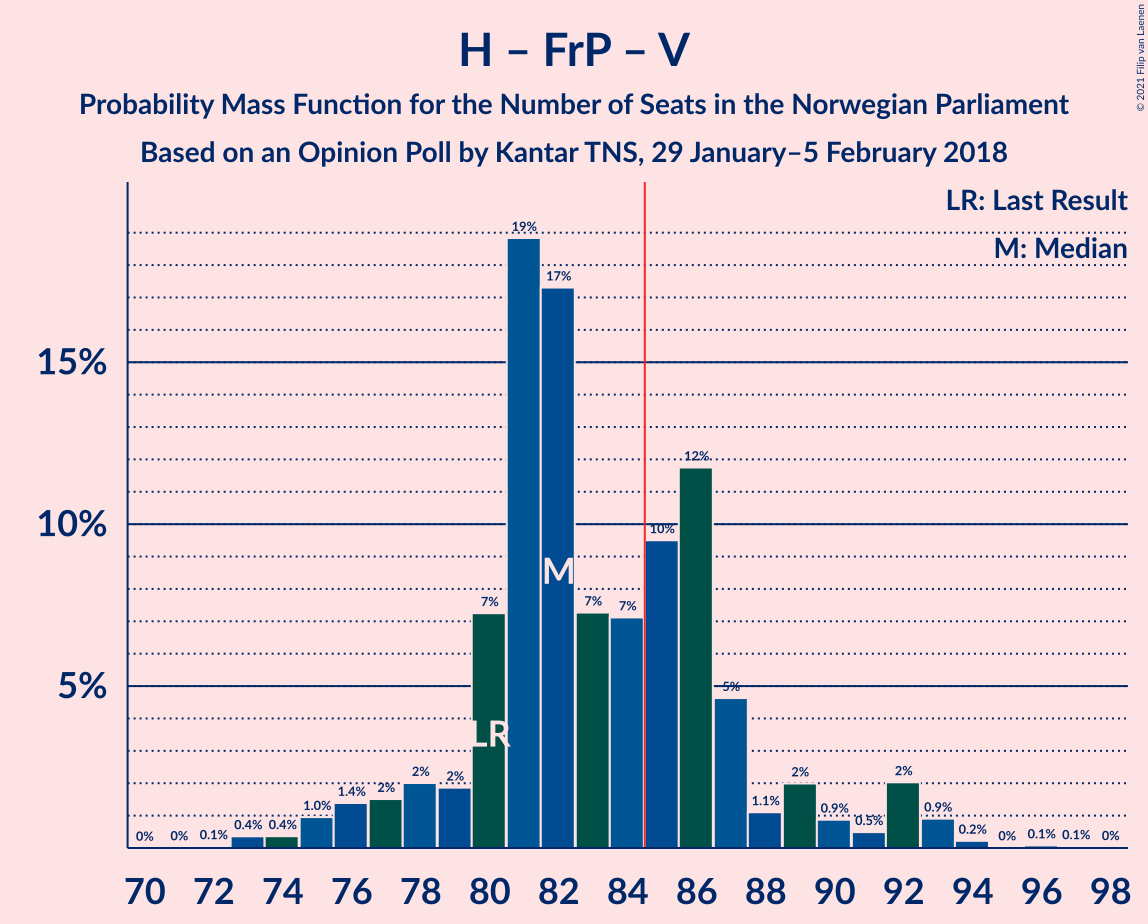 H – FrP – V
Probability Mass Function for the Number of Seats in the Norwegian Parliament
Based on an Opinion Poll by Kantar TNS, 29 January–5 February 2018
© 2021 Filip van Laenen
LR: Last Result
M: Median
15%
10%
5%
0% 0% 0.1% 0.4% 0.4% 1.0% 1.4% 2% 2% 2% 7% 19% 17% 7% 7% 10% 12% 5% 1.1% 2% 0.9% 0.5% 2% 0.9% 0.2% 0% 0.1% 0.1% 0%
LR
M
70 72 74 76 78 80 82 84 86 88 90 92 94 96 98